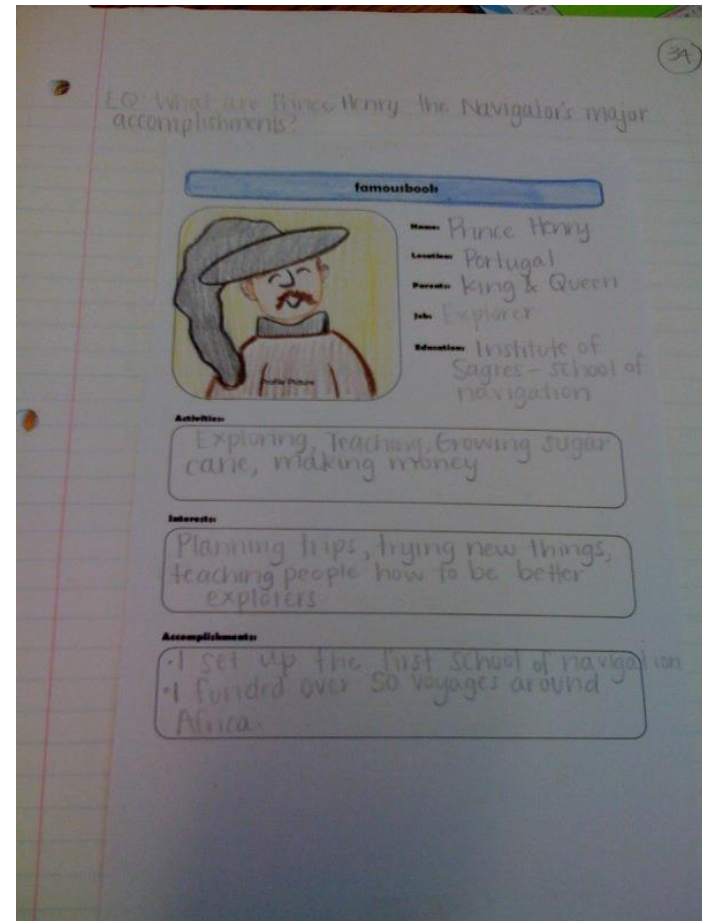 34
EQ: What are Prince Henry the Navigator's major
accomplishments?
famousbook
Name: Prince Henry
Location: Portugal
Parents: King & Queen
Job: Explorer
Education: Institute of
Sagres - school of
navigation
Profile Picture
Activities:
Exploring, Teaching, Growing sugar
cane, making money
Interests:
Planning trips, trying new things,
teaching people how to be better
explorers
Accomplishments:
• I set up the first school of navigation
• I funded over 50 voyages around
Africa.